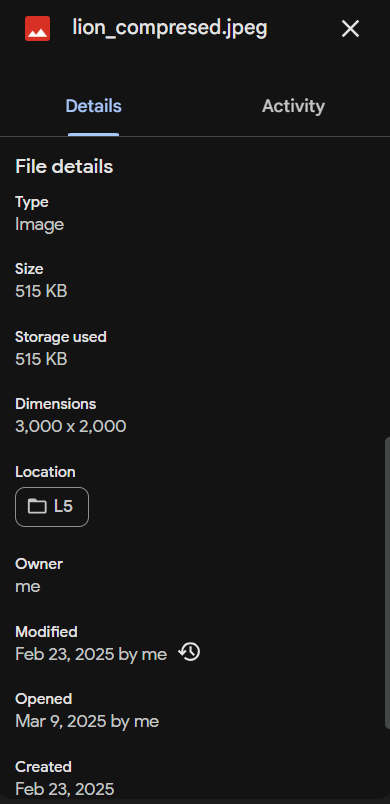 lion_compresed.jpeg
Details
Activity
File details
Type
Image
Size
515 KB
Storage used
515 KB
Dimensions
3,000 x 2,000
Location
L5
Owner
me
Modified
Feb 23, 2025 by me
Opened
Mar 9, 2025 by me
Created
Feb 23, 2025